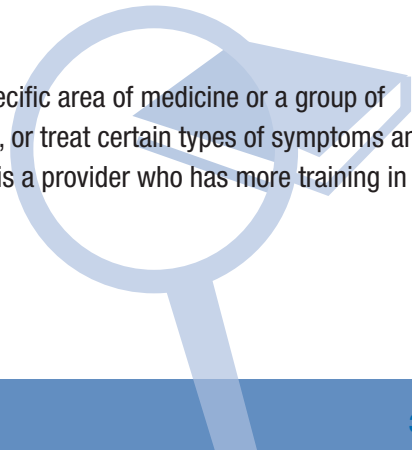 ecific area of medicine or a group of
, or treat certain types of symptoms an
is a provider who has more training in